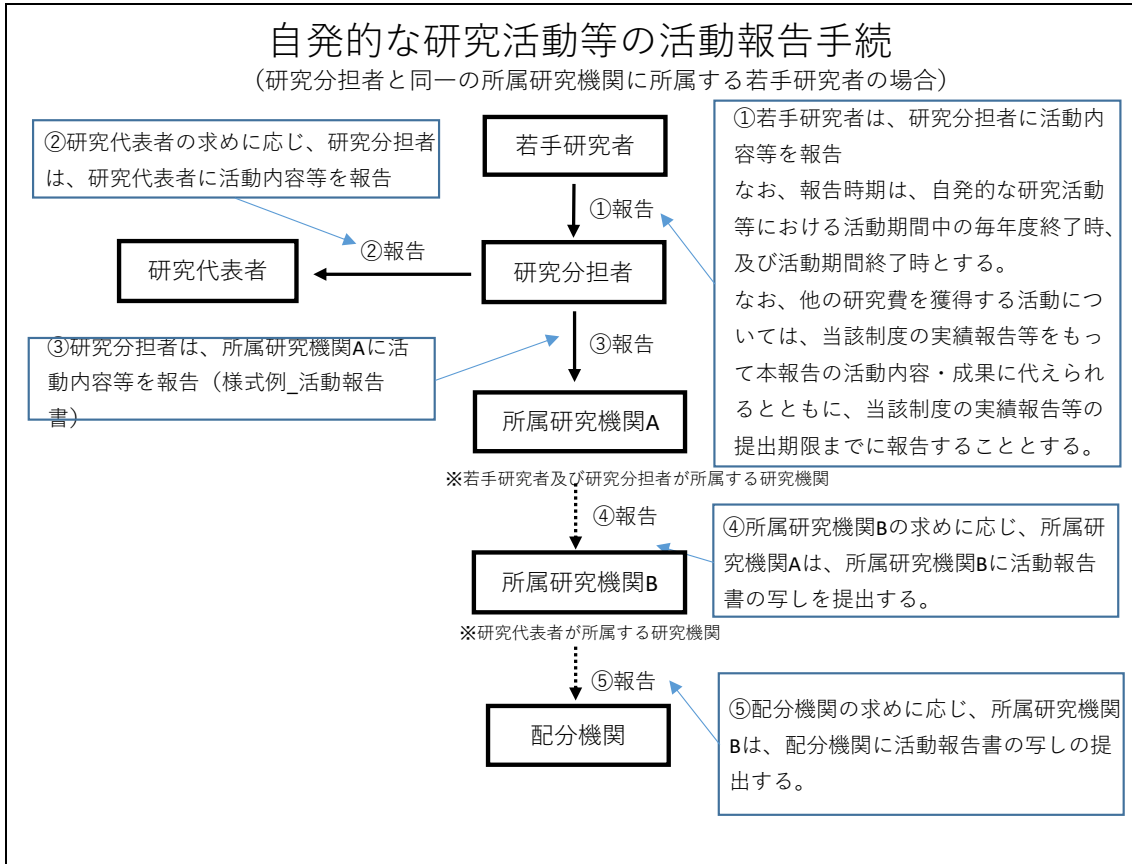 自発的な研究活動等の活動報告手続
(研究分担者と同一の所属研究機関に所属する若手研究者の場合)
②研究代表者の求めに応じ、研究分担者
は、研究代表者に活動内容等を報告
若手研究者
①若手研究者は、研究分担者に活動内
容等を報告
なお、報告時期は、自発的な研究活動
等における活動期間中の毎年度終了時、
及び活動期間終了時とする。
なお、他の研究費を獲得する活動につ
いては、当該制度の実績報告等をもっ
て本報告の活動内容・成果に代えられ
るとともに、当該制度の実績報告等の
提出期限までに報告することとする。
①報告
研究代表者
②報告
研究分担者
③研究分担者は、所属研究機関Aに活
動内容等を報告（様式例_活動報告
書）
③報告
所属研究機関A
※若手研究者及び研究分担者が所属する研究機関
④報告
④所属研究機関Bの求めに応じ、所属研
究機関Aは、所属研究機関Bに活動報告
書の写しを提出する。
所属研究機関B
※研究代表者が所属する研究機関
⑤報告
⑤配分機関の求めに応じ、所属研究機関
Bは、配分機関に活動報告書の写しの提
出する。
配分機関